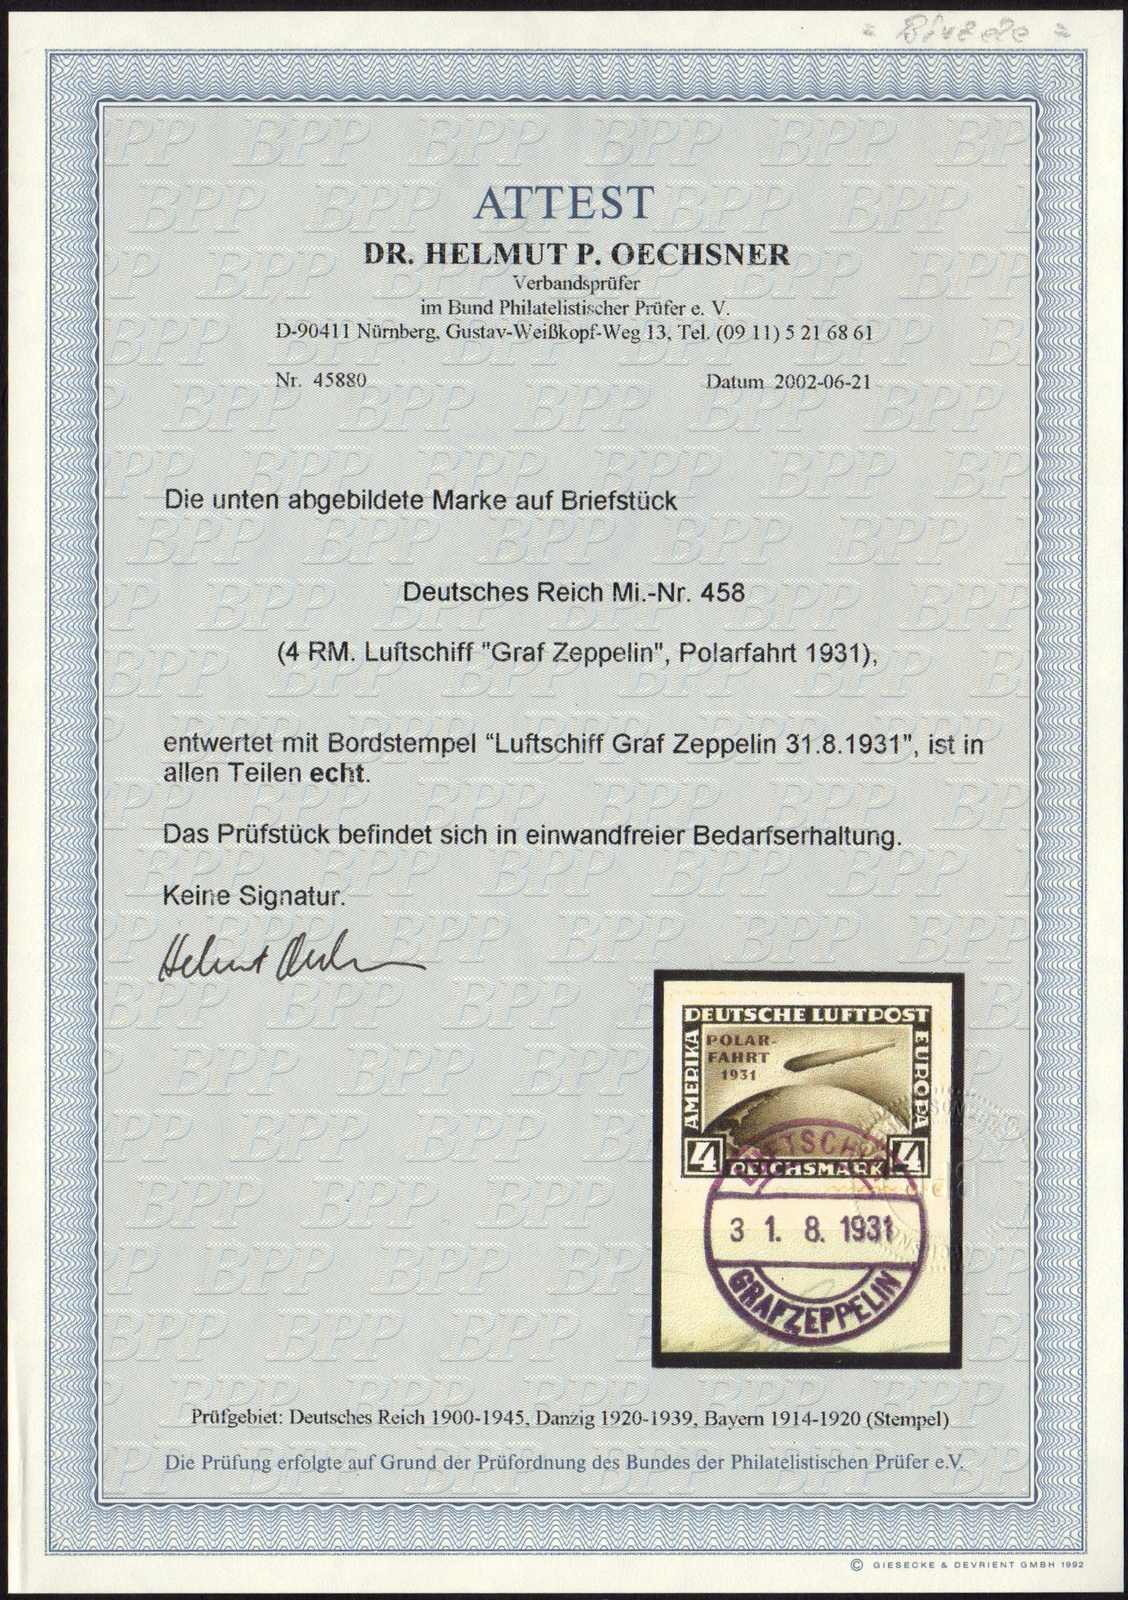 ATTEST
DR. HELMUT P. OECHSNER
Verbandsprüfer
im Bund Philatelistischer Prüfer e. V.
D-90411 Nürnberg, Gustav-Weißkopf-Weg 13, Tel. (09 11) 5 21 68 61
Nr. 45880 Datum 2002-06-21
Die unten abgebildete Marke auf Briefstück
Deutsches Reich Mi.-Nr. 458
(4 RM. Luftschiff "Graf Zeppelin", Polarfahrt 1931),
entwertet mit Bordstempel “Luftschiff Graf Zeppelin 31.8.1931", ist in
allen Teilen echt.
Das Prüfstück befindet sich in einwandfreier Bedarfserhaltung.
Keine Signatur.
DEUTSCHE LUFTPOST
AMERIKA
EUROPA
POLAR-
FAHRT
1931
4 REICHSMARK 4
31. 8. 1931
GRAF ZEPPELIN
Prüfgebiet: Deutsches Reich 1900-1945, Danzig 1920-1939, Bayern 1914-1920 (Stempel)
Die Prüfung erfolgte auf Grund der Prüfordnung des Bundes der Philatelistischen Prüfer e.V.
© GIESECKE & DEVRIENT GMBH 1992